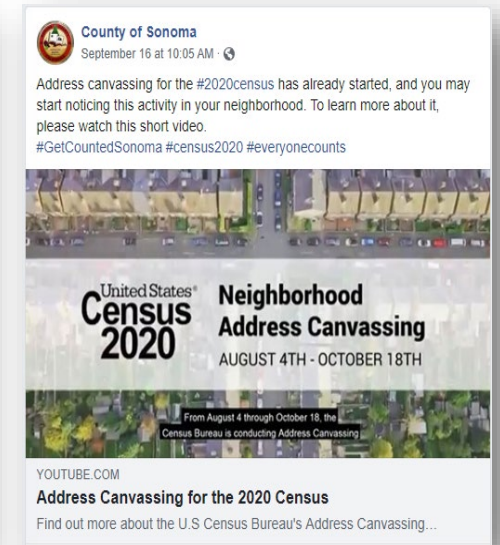 County of Sonoma
September 16 at 10:05 AM ·
Address canvassing for the #2020census has already started, and you may
start noticing this activity in your neighborhood. To learn more about it,
please watch this short video.
#GetCountedSonoma #census2020 #everyonecounts
United States®
Census
2020
Neighborhood
Address Canvassing
AUGUST 4TH - OCTOBER 18TH
From August 4 through October 18, the
Census Bureau is conducting Address Canvassing
YOUTUBE.COM
Address Canvassing for the 2020 Census
Find out more about the U.S Census Bureau's Address Canvassing...